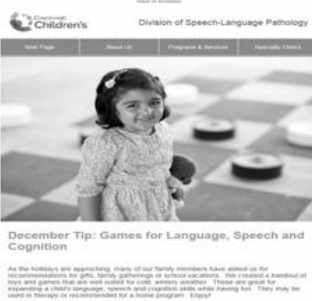 Cincinnati
Children's
Division of Speech-Language Pathology
Web Page
About Us
Programs & Services
Specialty Clinics
December Tip: Games for Language, Speech and
Cognition
As the holidays are approaching, many of our family members have asked us for
recommendations for gifts, family gatherings or school vacations. We created a handout of
toys and games that are well suited for cold, wintery weather. These are great for
expanding a child's language, speech and cognition skills while having fun. They may be
used in therapy or recommended for a home program. Enjoy!